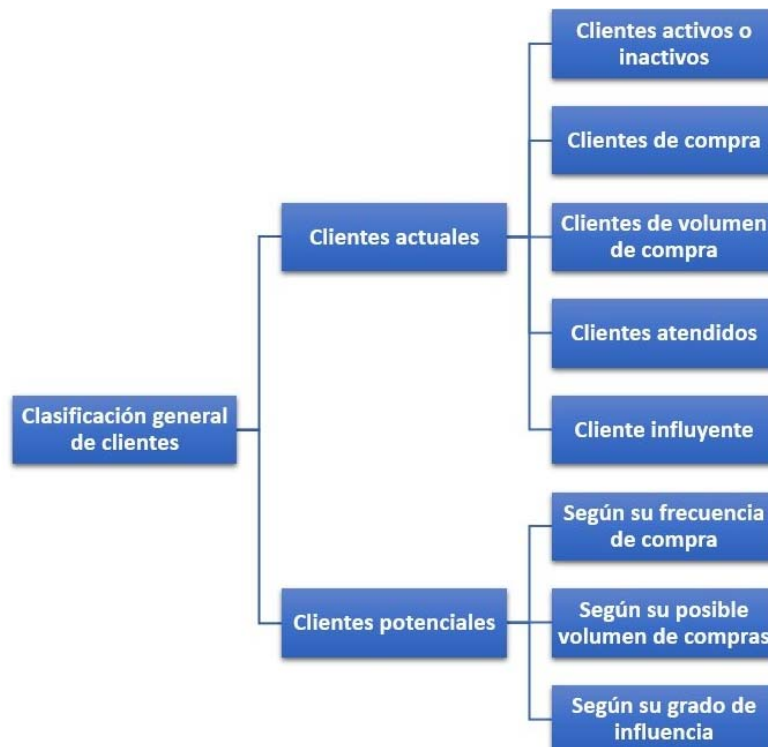 Clientes activos o
inactivos
Clientes de compra
Clientes actuales
Clientes de volumen
de compra
Clientes atendidos
Clasificación general
de clientes
Cliente influyente
Según su frecuencia
de compra
Clientes potenciales
Según su posible
volumen de compras
Según su grado de
influencia